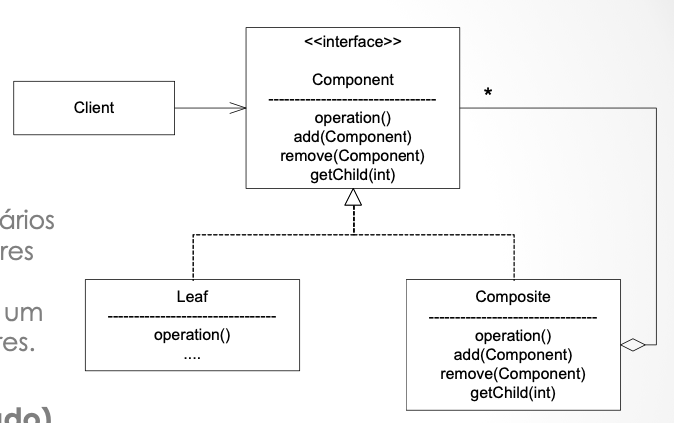 <<interface>>
Component
*
Client
operation()
add(Component)
remove(Component)
getChild(int)
ários
res
um
res.
Leaf
operation()
....
Composite
operation()
add(Component)
remove(Component)
getChild(int)